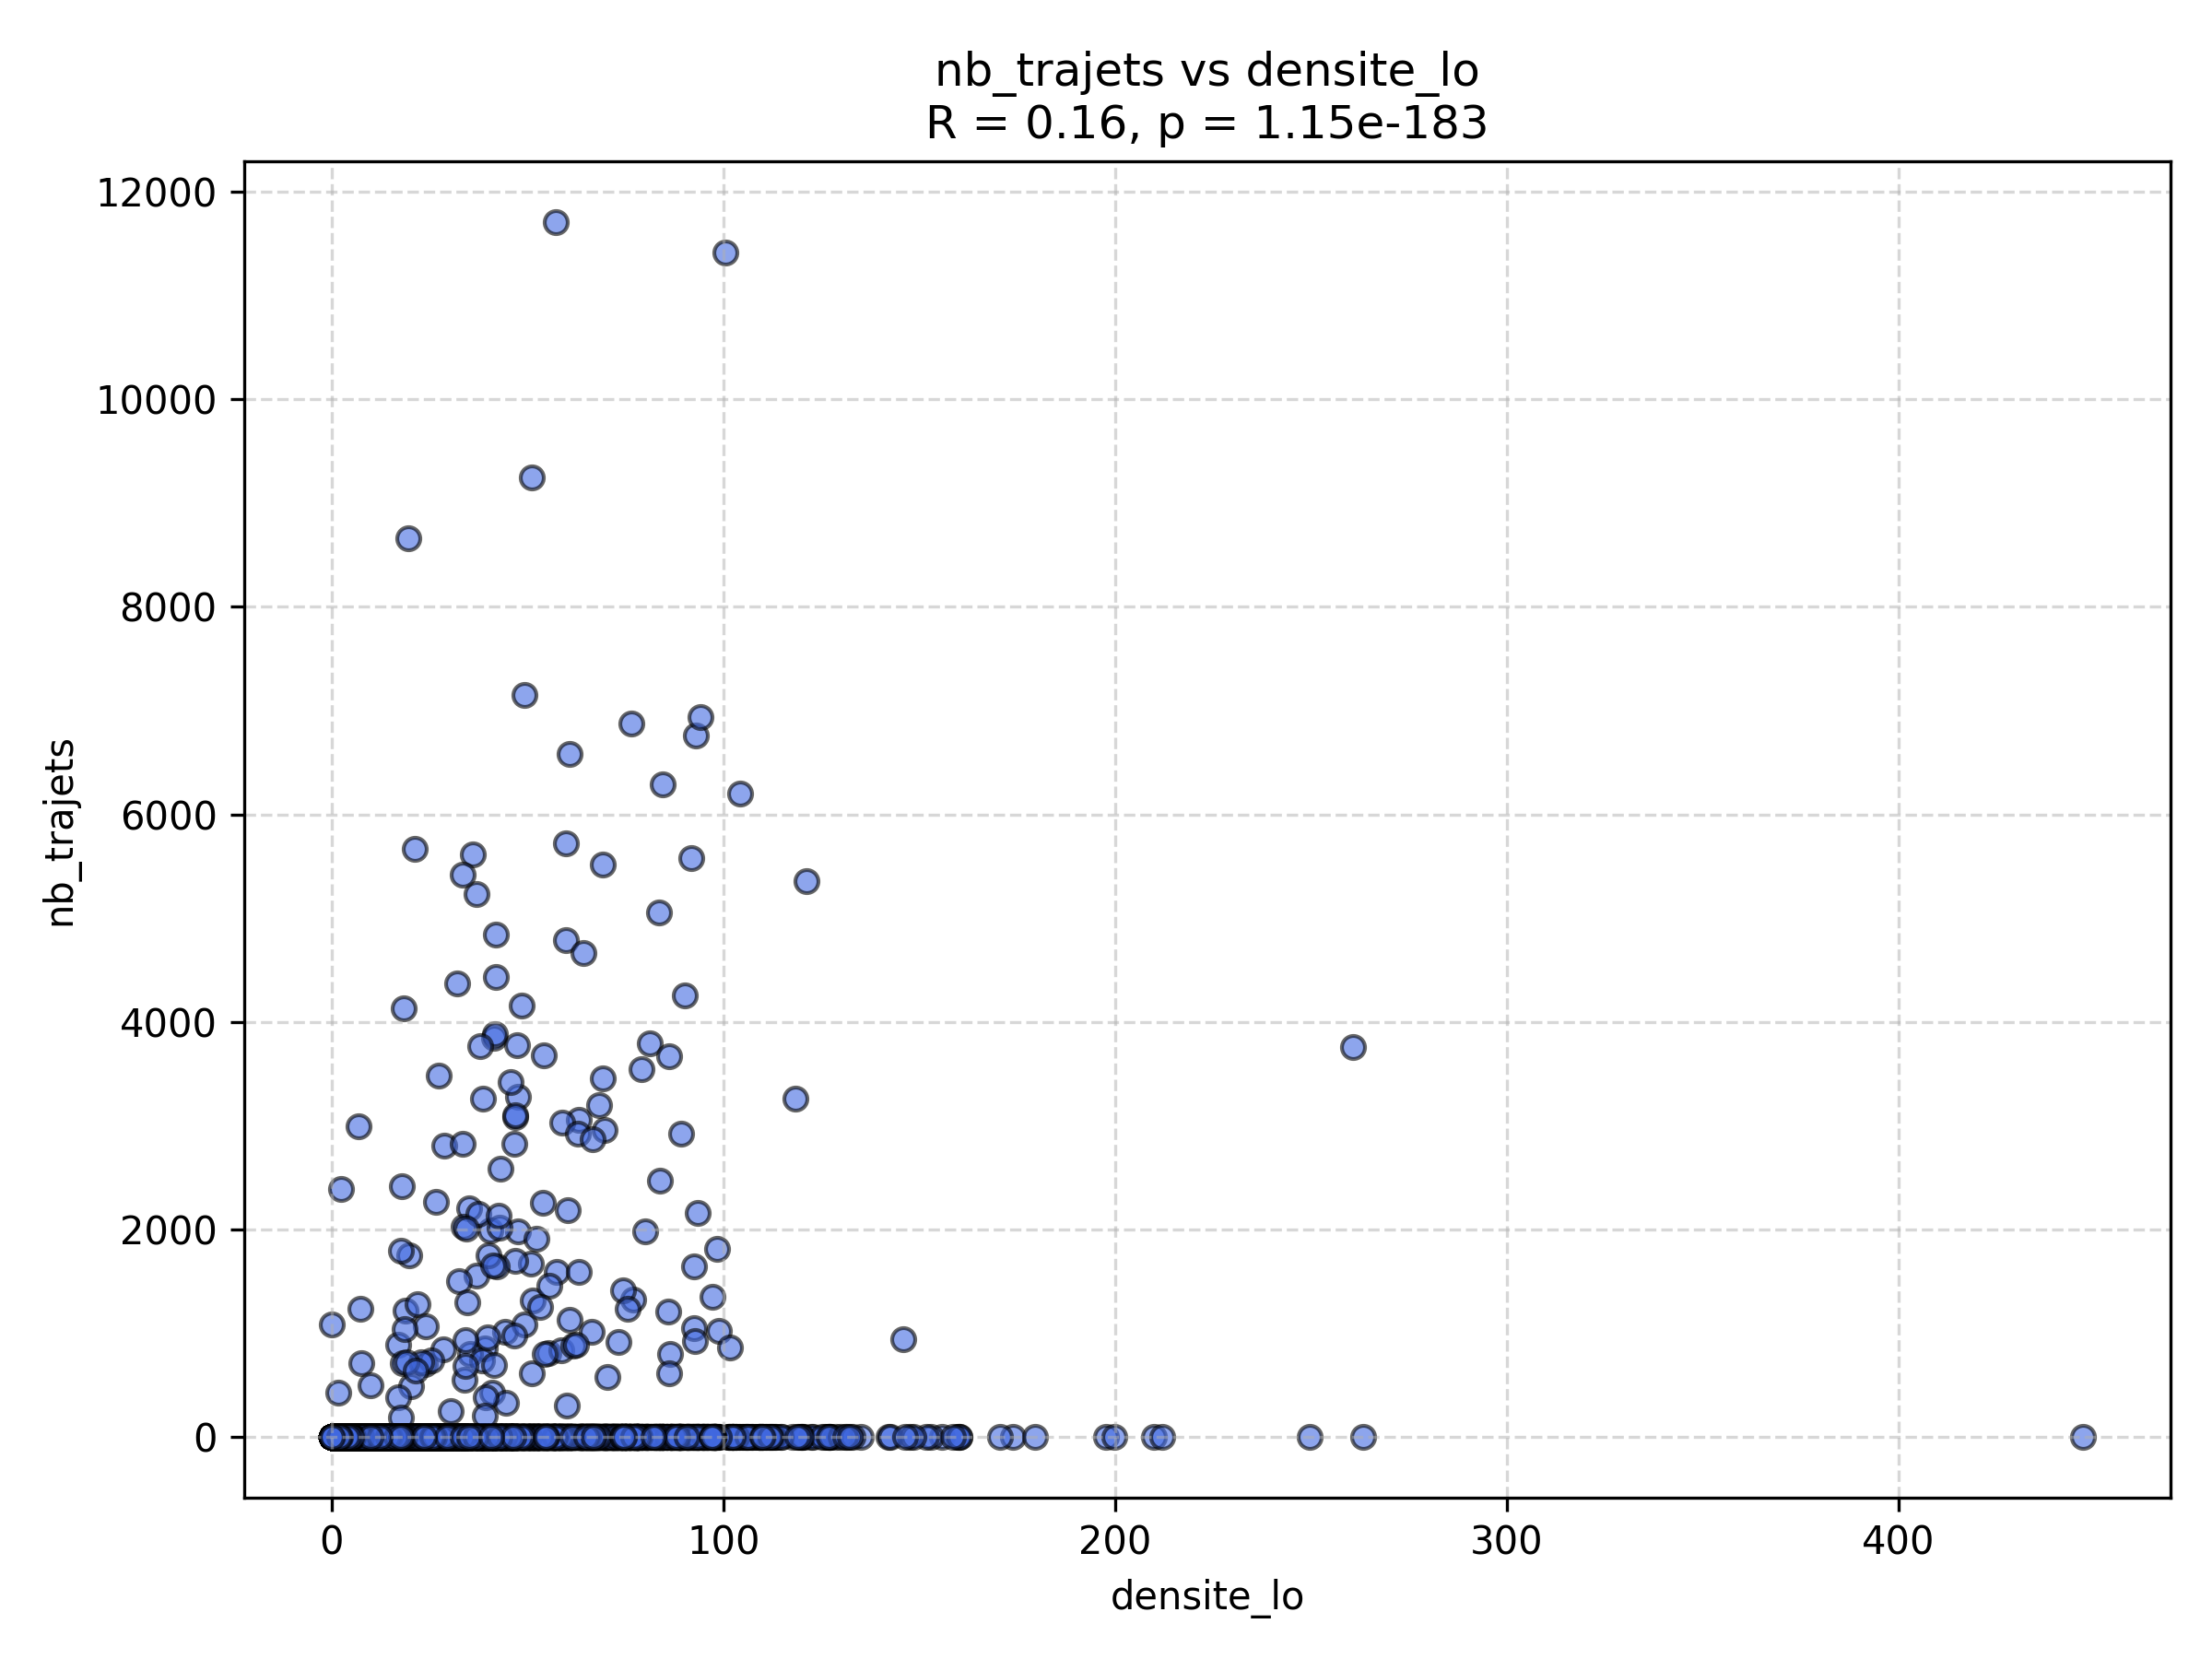 nb_trajets vs densite_lo
R = 0.16, p = 1.15e-183
12000
10000
8000
6000
4000
2000
0
nb_trajets
0 100 200 300 400
densite_lo